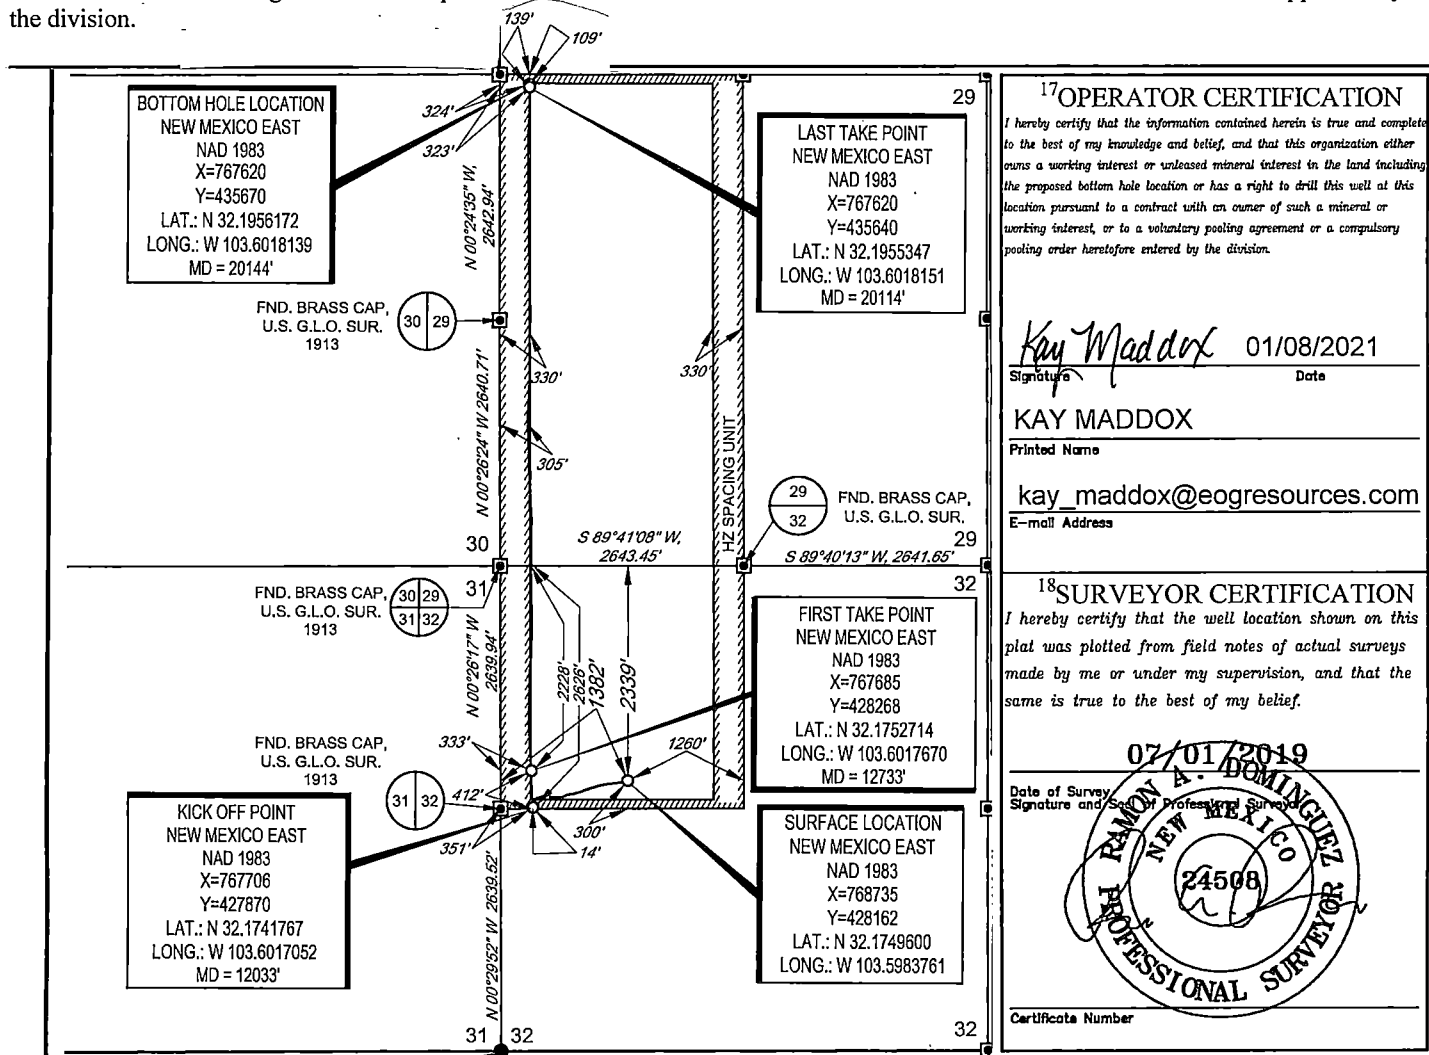 the division.
139'
109'
324'
323'
BOTTOM HOLE LOCATION
NEW MEXICO EAST
NAD 1983
X=767620
Y=435670
LAT.: N 32.1956172
LONG.: W 103.6018139
MD = 20144'
N 00°24'35" W,
2642.94'
29
LAST TAKE POINT
NEW MEXICO EAST
NAD 1983
X=767620
Y=435640
LAT.: N 32.1955347
LONG.: W 103.6018151
MD = 20114'
FND. BRASS CAP,
U.S. G.L.O. SUR.
1913
30 29
330'
330'
N 00°26'24" W 2640.71'
305'
HZ SPACING UNIT
29
32
FND. BRASS CAP,
U.S. G.L.O. SUR.
30
S 89°41'08" W,
2643.45'
S 89°40'13" W, 2641.65'
29
31
32
FND. BRASS CAP,
U.S. G.L.O. SUR.
1913
30 29
31 32
N 00°26'17" W
2639.94'
2228'
2626'
1382'
2339'
FIRST TAKE POINT
NEW MEXICO EAST
NAD 1983
X=767685
Y=428268
LAT.: N 32.1752714
LONG.: W 103.6017670
MD = 12733'
333'
1260'
FND. BRASS CAP,
U.S. G.L.O. SUR.
1913
31 32
412'
300'
351'
14'
KICK OFF POINT
NEW MEXICO EAST
NAD 1983
X=767706
Y=427870
LAT.: N 32.1741767
LONG.: W 103.6017052
MD = 12033'
N 00°29'52" W 2639.52'
SURFACE LOCATION
NEW MEXICO EAST
NAD 1983
X=768735
Y=428162
LAT.: N 32.1749600
LONG.: W 103.5983761
31 32
32
17 OPERATOR CERTIFICATION
I hereby certify that the information contained herein is true and complete
to the best of my knowledge and belief, and that this organization either
owns a working interest or unleased mineral interest in the land including
the proposed bottom hole location or has a right to drill this well at this
location pursuant to a contract with an owner of such a mineral or
working interest, or to a voluntary pooling agreement or a compulsory
pooling order heretofore entered by the division.
Kay Maddox 01/08/2021
Signature Date
KAY MADDOX
Printed Name
kay_maddox@eogresources.com
E-mail Address
18 SURVEYOR CERTIFICATION
I hereby certify that the well location shown on this
plat was plotted from field notes of actual surveys
made by me or under my supervision, and that the
same is true to the best of my belief.
07/01/2019
Date of Survey
Signature and Seal of Professional Surveyor
RAMON A. DOMINGUEZ
NEW MEXICO
24508
PROFESSIONAL SURVEYOR
Certificate Number